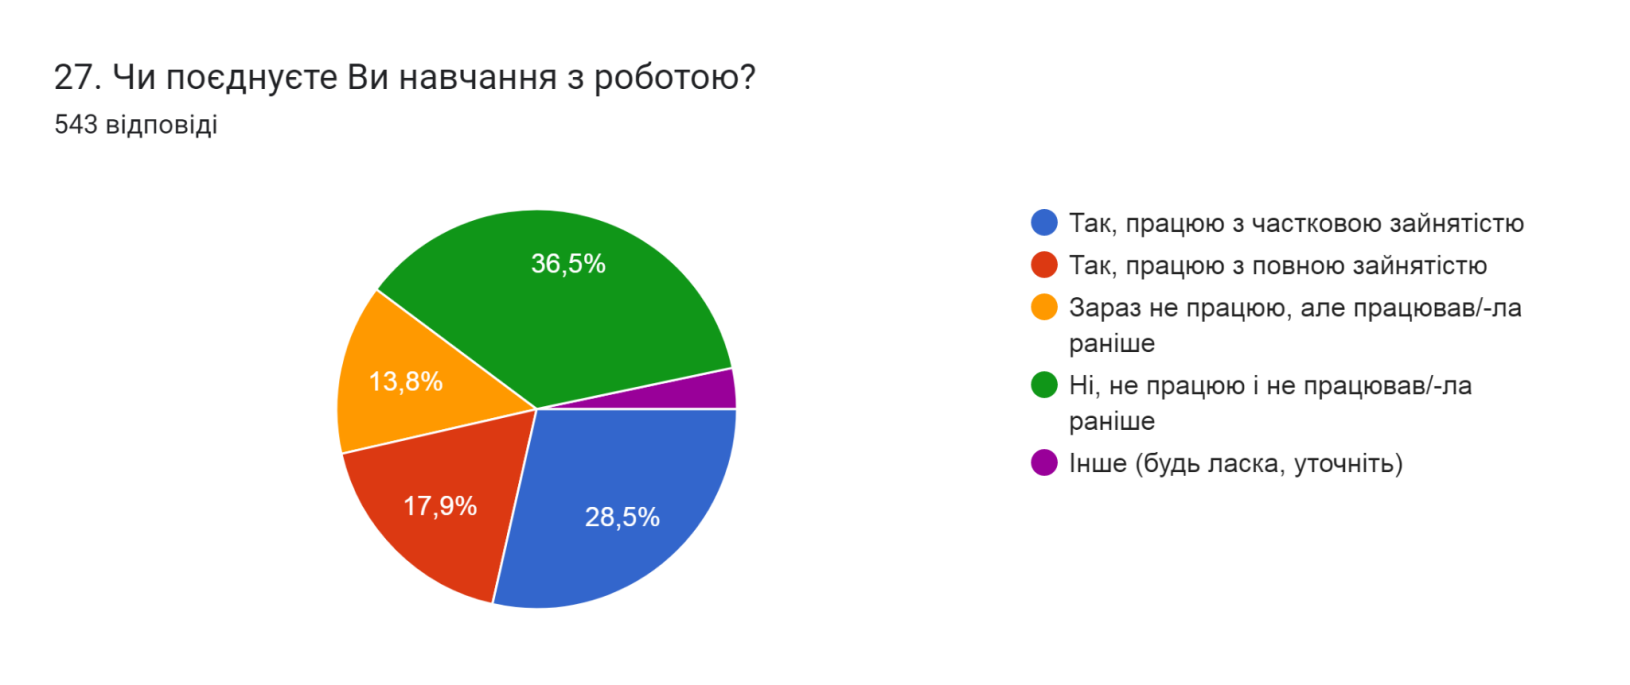 27. Чи поєднуєте Ви навчання з роботою?
543 відповіді
36,5%
13,8%
17,9%
28,5%
Так, працюю з частковою зайнятістю
Так, працюю з повною зайнятістю
Зараз не працюю, але працював/-ла
раніше
Ні, не працюю і не працював/-ла
раніше
Інше (будь ласка, уточніть)